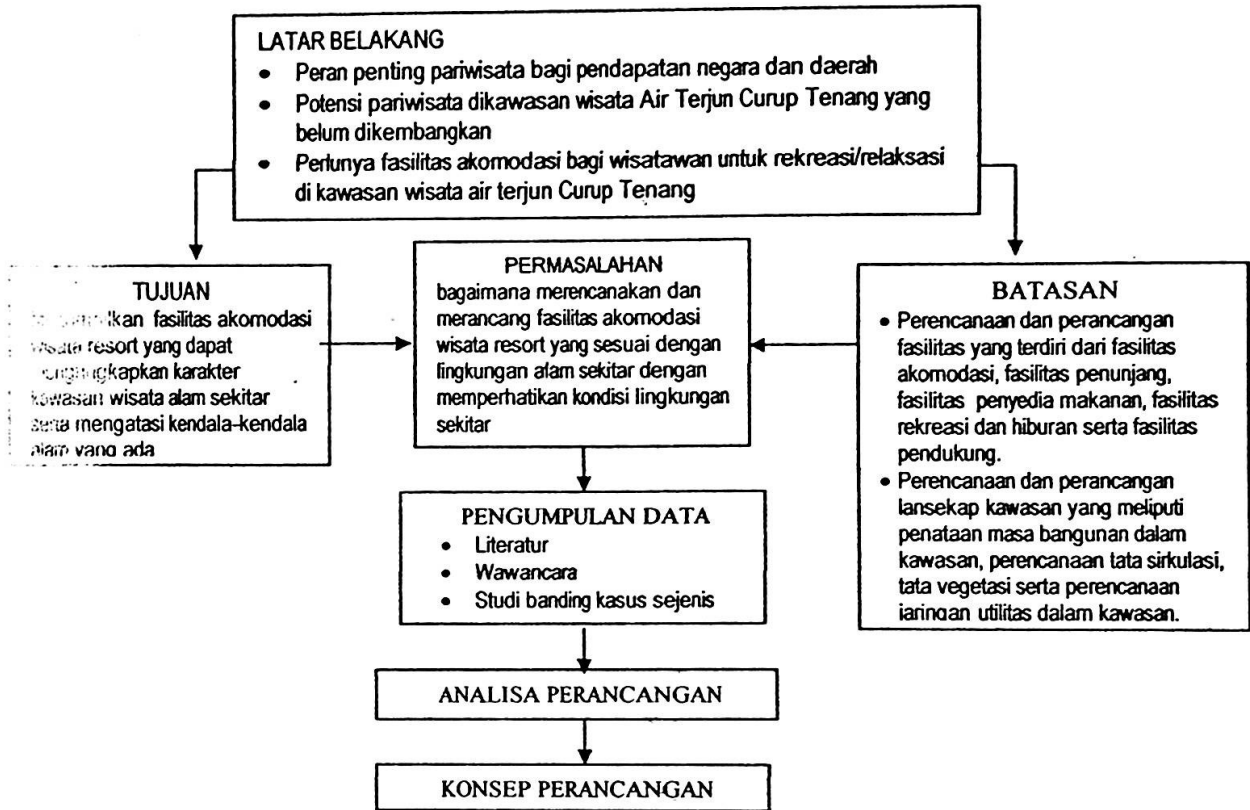 LATAR BELAKANG
• Peran penting pariwisata bagi pendapatan negara dan daerah
• Potensi pariwisata dikawasan wisata Air Terjun Curup Tenang yang
belum dikembangkan
• Perlunya fasilitas akomodasi bagi wisatawan untuk rekreasi/relaksasi
di kawasan wisata air terjun Curup Tenang
TUJUAN
fasilitas akomodasi
wisata resort yang dapat
karakter
kawasan wisata alam sekitar
serta mengatasi kendala-kendala
alam yang ada
PERMASALAHAN
bagaimana merencanakan dan
merancang fasilitas akomodasi
wisata resort yang sesuai dengan
lingkungan alam sekitar dengan
memperhatikan kondisi lingkungan
sekitar
BATASAN
• Perencanaan dan perancangan
fasilitas yang terdiri dari fasilitas
akomodasi, fasilitas penunjang,
fasilitas penyedia makanan, fasilitas
rekreasi dan hiburan serta fasilitas
pendukung.
• Perencanaan dan perancangan
lansekap kawasan yang meliputi
penataan masa bangunan dalam
kawasan, perencanaan tata sirkulasi,
tata vegetasi serta perencanaan
jaringan utilitas dalam kawasan.
PENGUMPULAN DATA
• Literatur
• Wawancara
• Studi banding kasus sejenis
ANALISA PERANCANGAN
KONSEP PERANCANGAN